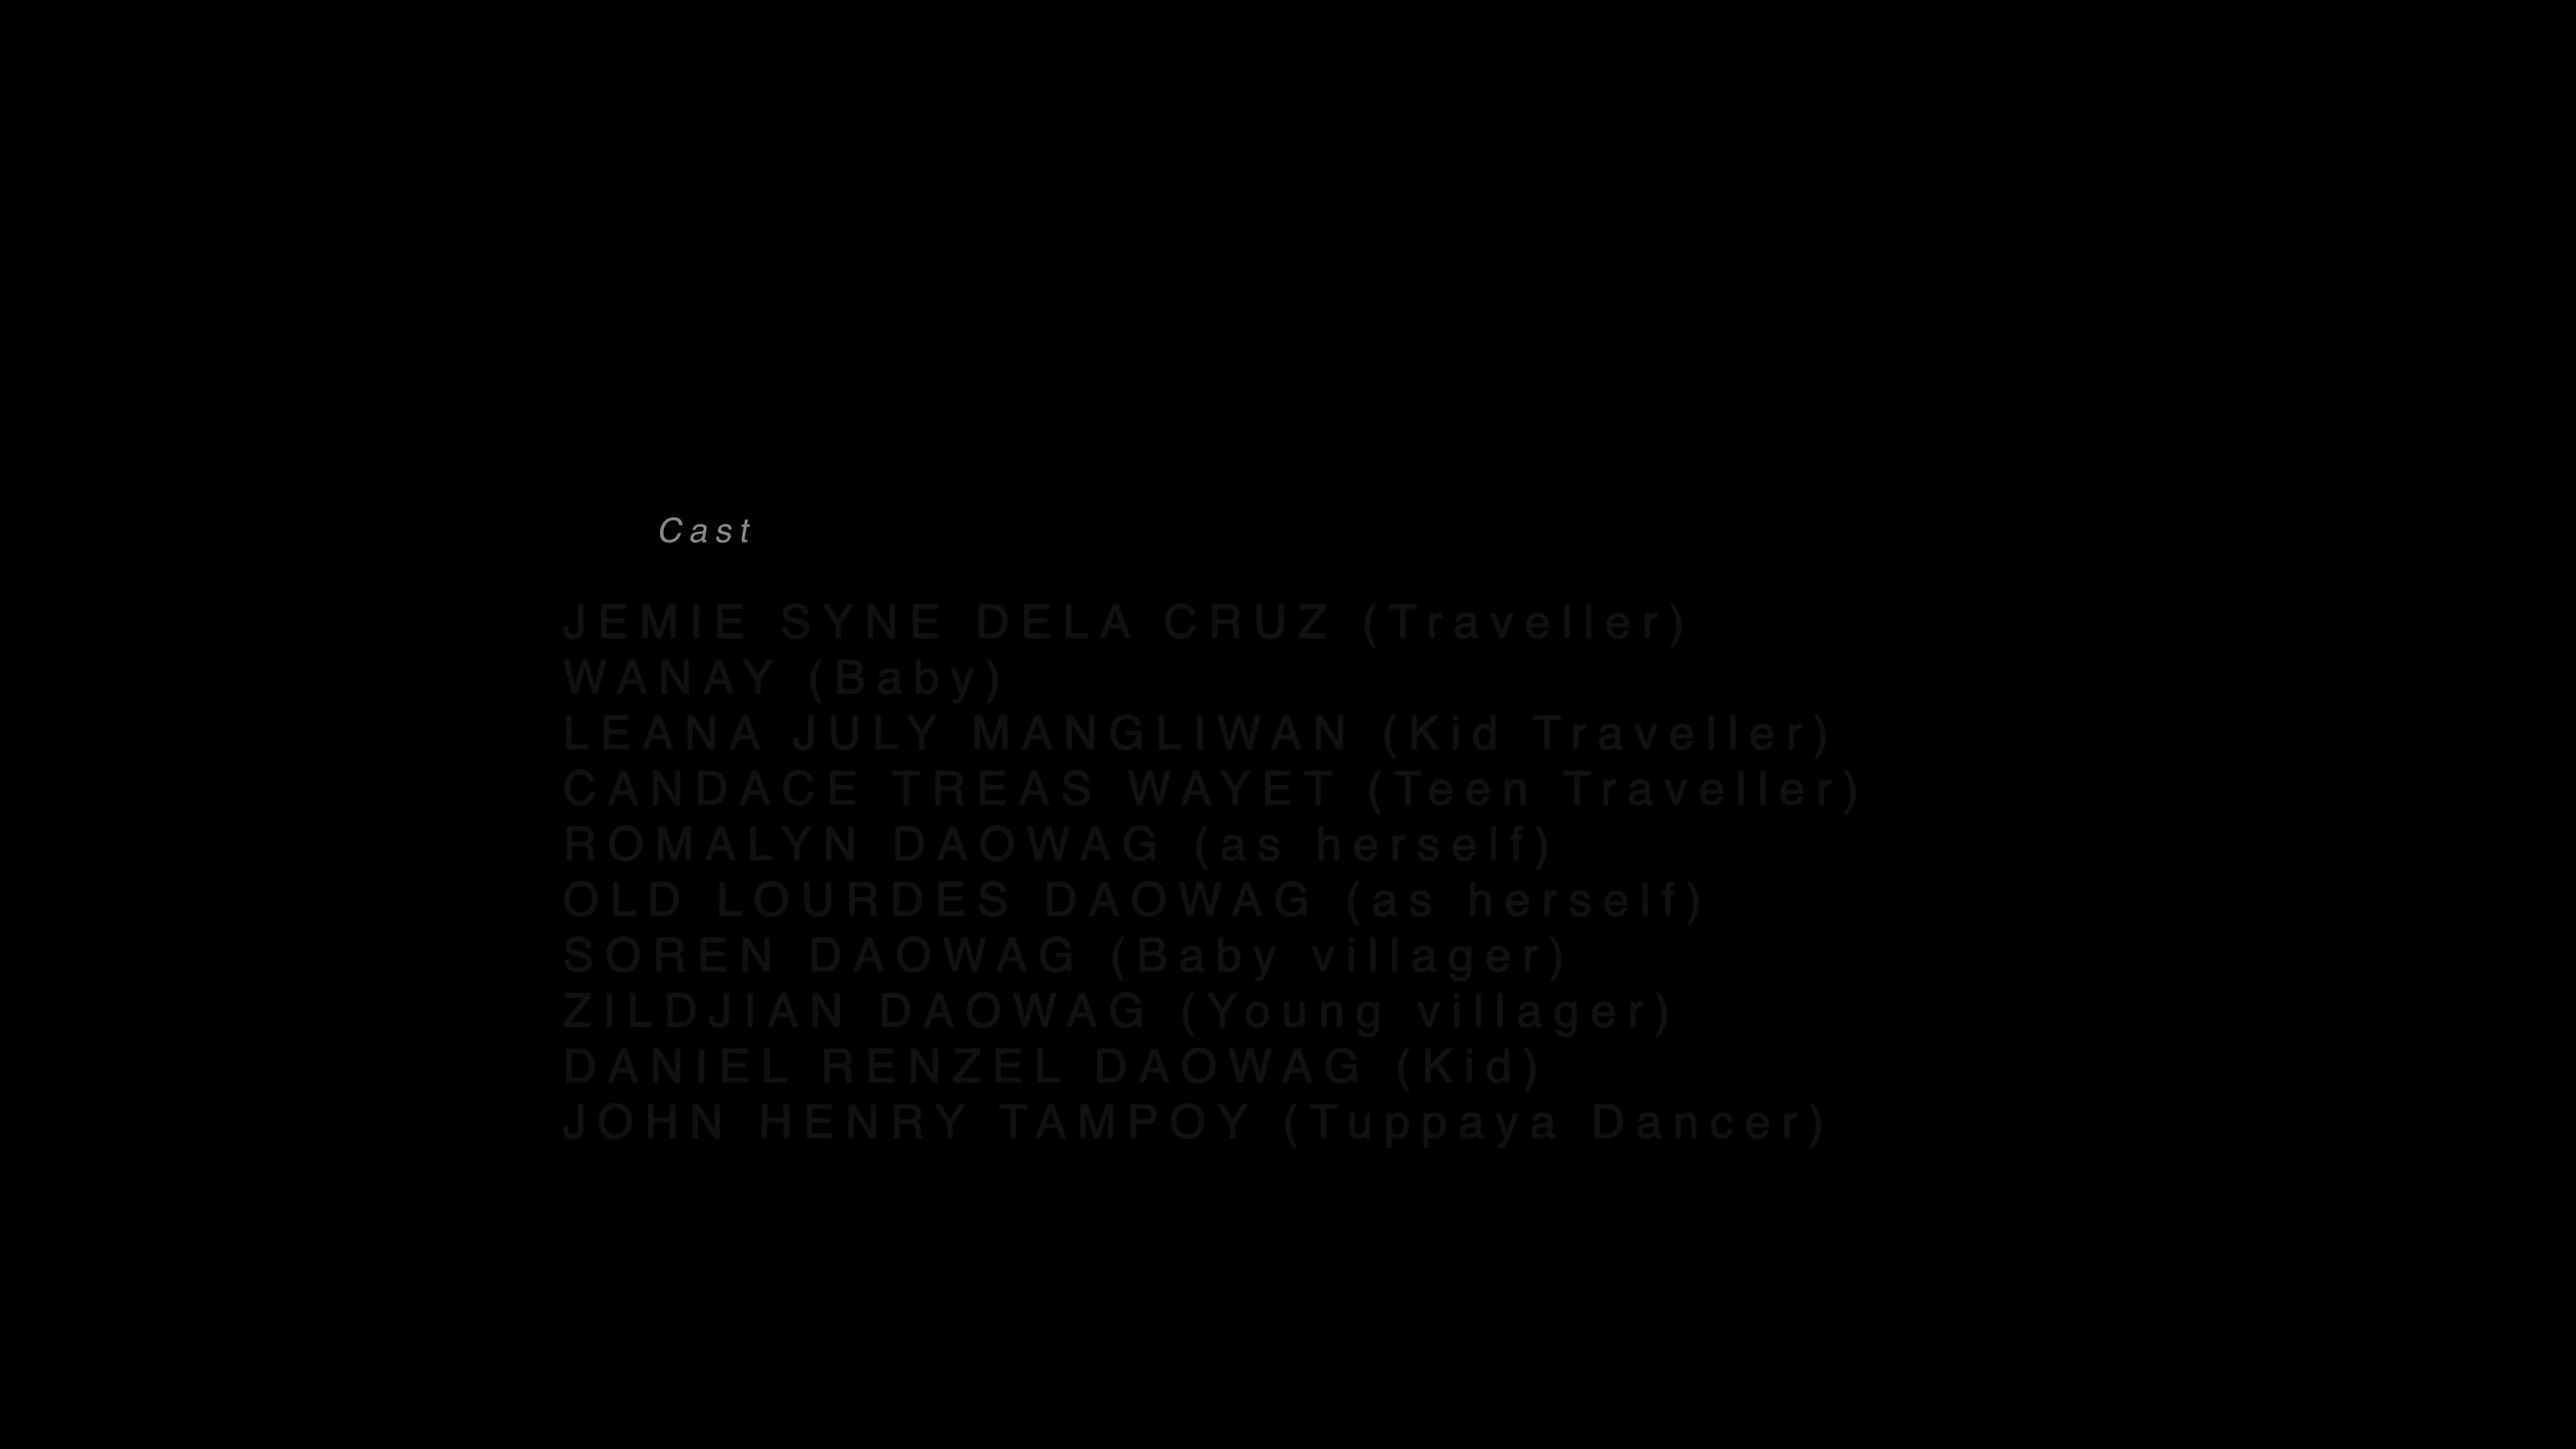 Cast
JEMIE SYNE DELA CRUZ (Traveller)
WANAY (Baby)
LEANA JULY MANGLIWAN (Kid Traveller)
CANDACE TREAS WAYET (Teen Traveller)
ROMALYN DAOWAG (as herself)
OLD LOURDES DAOWAG (as herself)
SOREN DAOWAG (Baby villager)
ZILDJIAN DAOWAG (Young villager)
DANIEL RENZEL DAOWAG (Kid)
JOHN HENRY TAMPOY (Tuppaya Dancer)